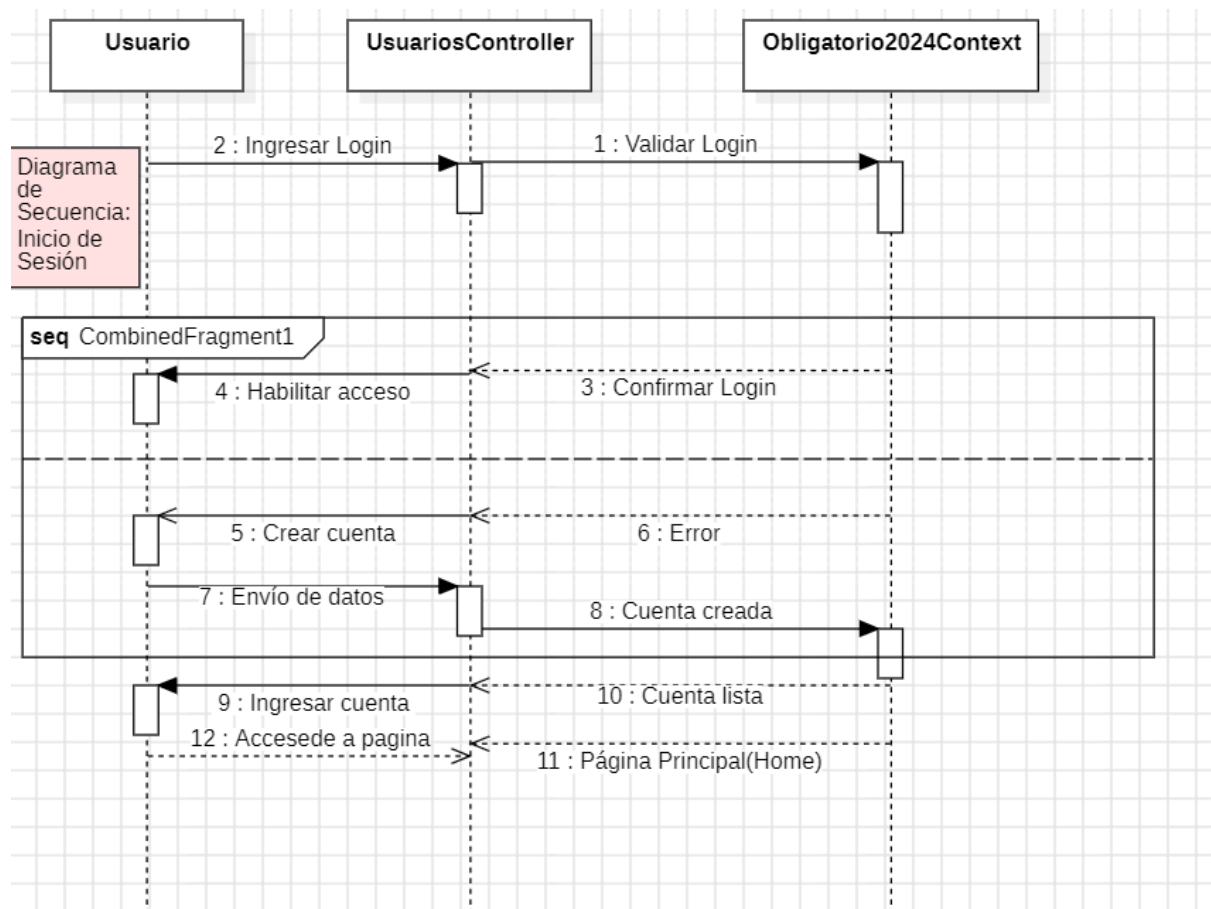 Usuario
UsuariosController
Obligatorio2024Context
2 : Ingresar Login
1 : Validar Login
Diagrama
de
Secuencia:
Inicio de
Sesión
seq CombinedFragment1
4 : Habilitar acceso
3 : Confirmar Login
5 : Crear cuenta
6 : Error
7 : Envío de datos
8 : Cuenta creada
9 : Ingresar cuenta
10 : Cuenta lista
12 : Accesede a pagina
11 : Página Principal(Home)